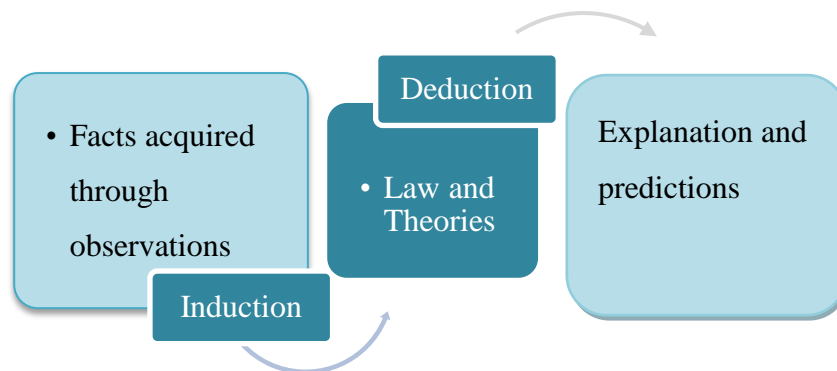 • Facts acquired
through
observations
Induction
Deduction
• Law and
Theories
Explanation and
predictions